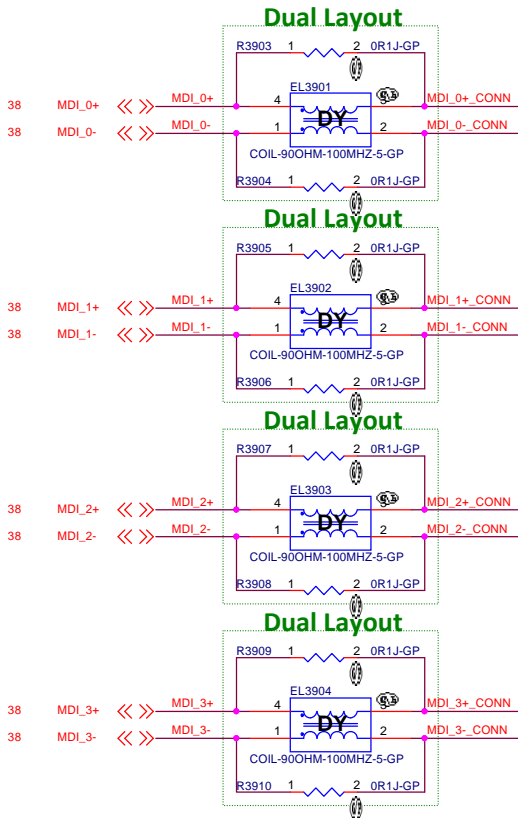 Dual Layout
R3903 1 2 0R1J-GP
EL3901
38 MDI_0+ MDI_0+ 4 MDI_0+_CONN
DY
38 MDI_0- MDI_0- 1 2 MDI_0-_CONN
COIL-90OHM-100MHZ-5-GP
R3904 1 2 0R1J-GP
Dual Layout
R3905 1 2 0R1J-GP
EL3902
38 MDI_1+ MDI_1+ 4 MDI_1+_CONN
DY
38 MDI_1- MDI_1- 1 2 MDI_1-_CONN
COIL-90OHM-100MHZ-5-GP
R3906 1 2 0R1J-GP
Dual Layout
R3907 1 2 0R1J-GP
EL3903
38 MDI_2+ MDI_2+ 4 MDI_2+_CONN
DY
38 MDI_2- MDI_2- 1 2 MDI_2-_CONN
COIL-90OHM-100MHZ-5-GP
R3908 1 2 0R1J-GP
Dual Layout
R3909 1 2 0R1J-GP
EL3904
38 MDI_3+ MDI_3+ 4 MDI_3+_CONN
DY
38 MDI_3- MDI_3- 1 2 MDI_3-_CONN
COIL-90OHM-100MHZ-5-GP
R3910 1 2 0R1J-GP